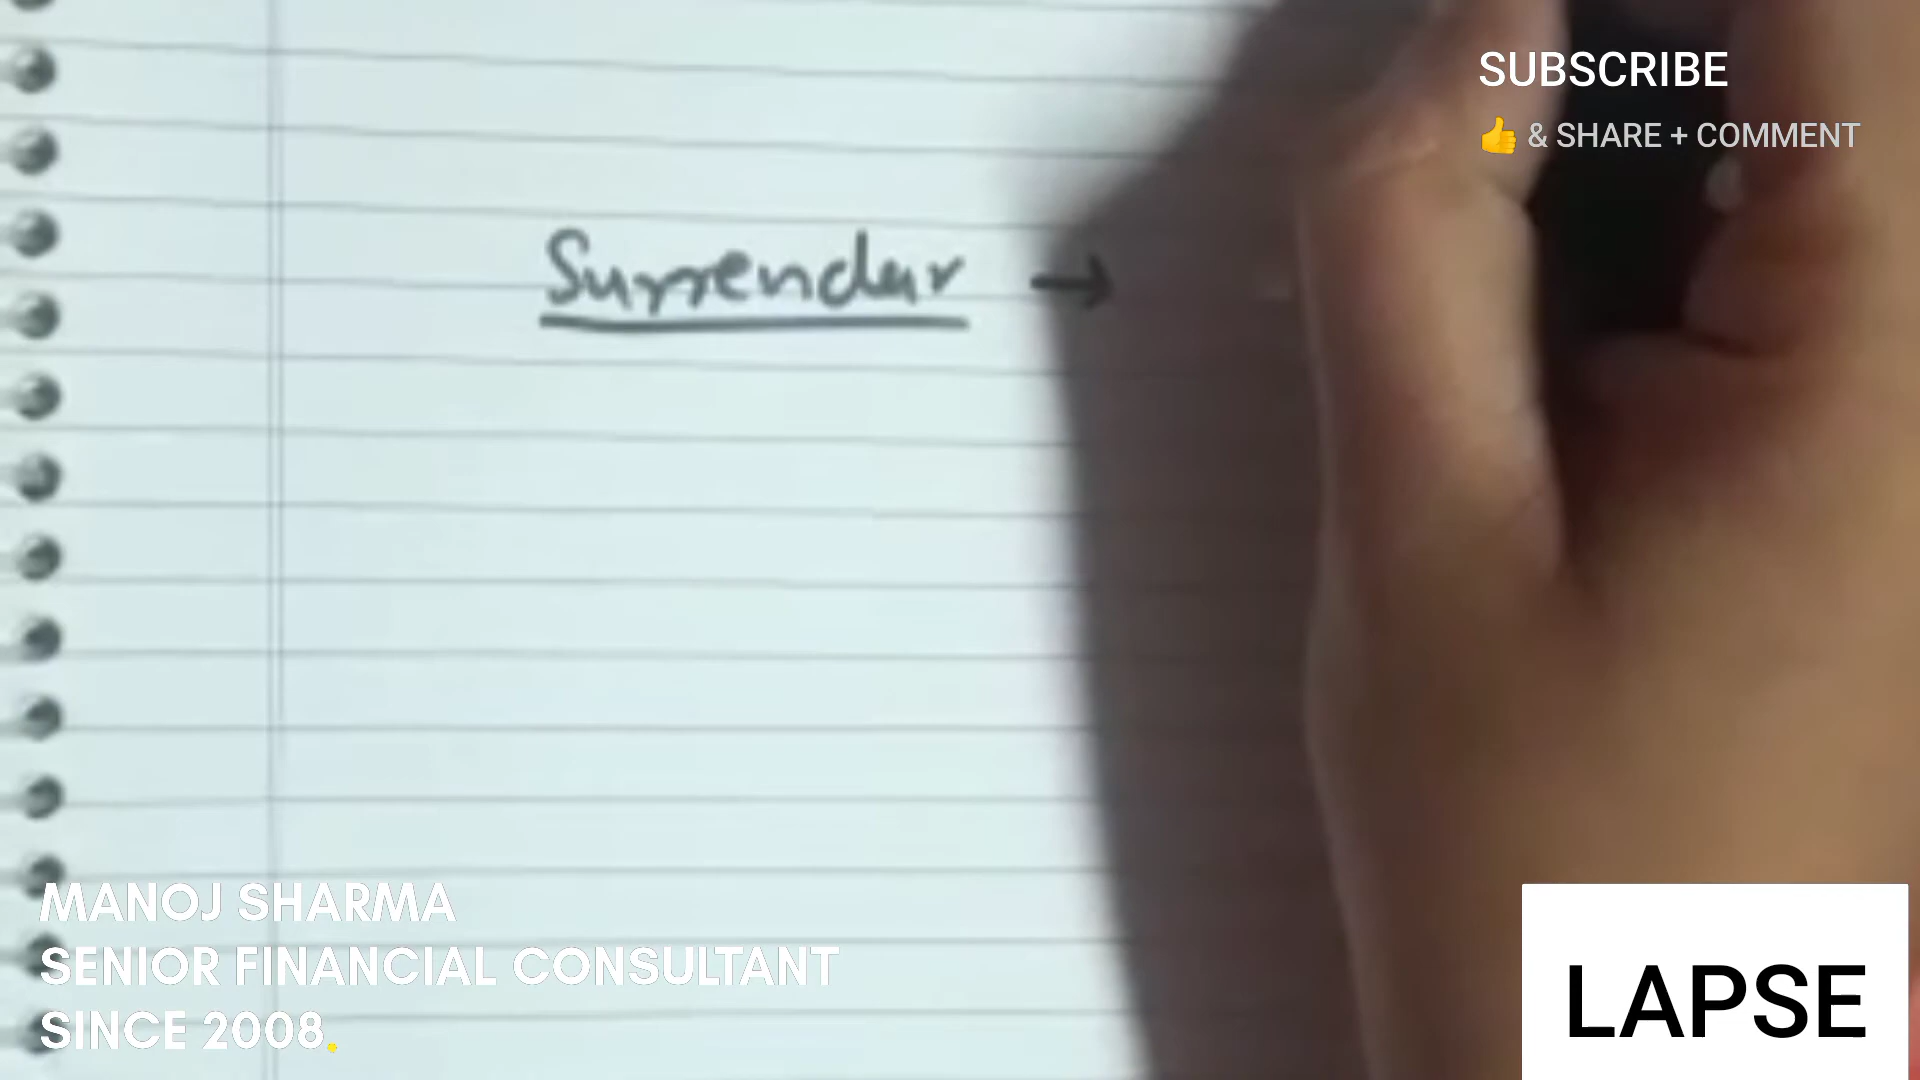 SUBSCRIBE
👍 & SHARE + COMMENT
Surrendar →
MANOJ SHARMA
SENIOR FINANCIAL CONSULTANT
SINCE 2008.
LAPSE